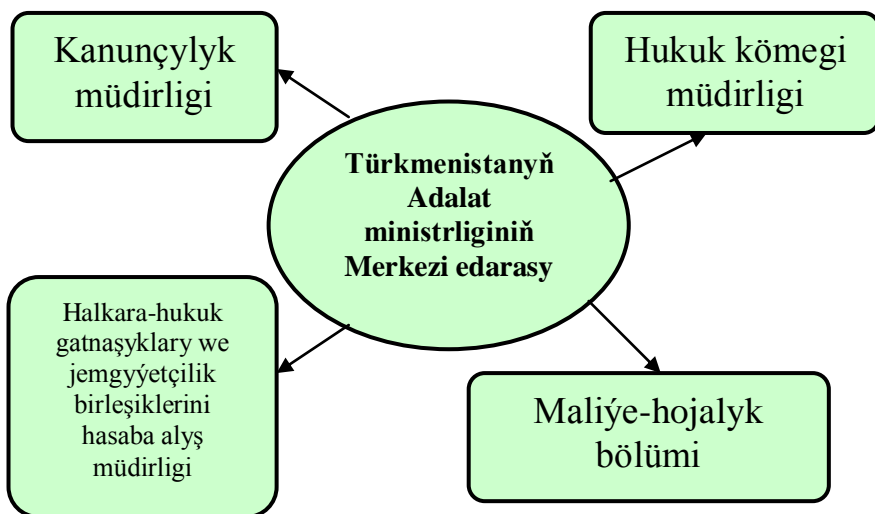 Kanunçylyk
müdirligi
Hukuk kömegi
müdirligi
Türkmenistanyň
Adalat
ministrliginiň
Merkezi edarasy
Halkara-hukuk
gatnaşyklary we
jemgyýetçilik
birleşiklerini
hasaba alyş
müdirligi
Maliýe-hojalyk
bölümi